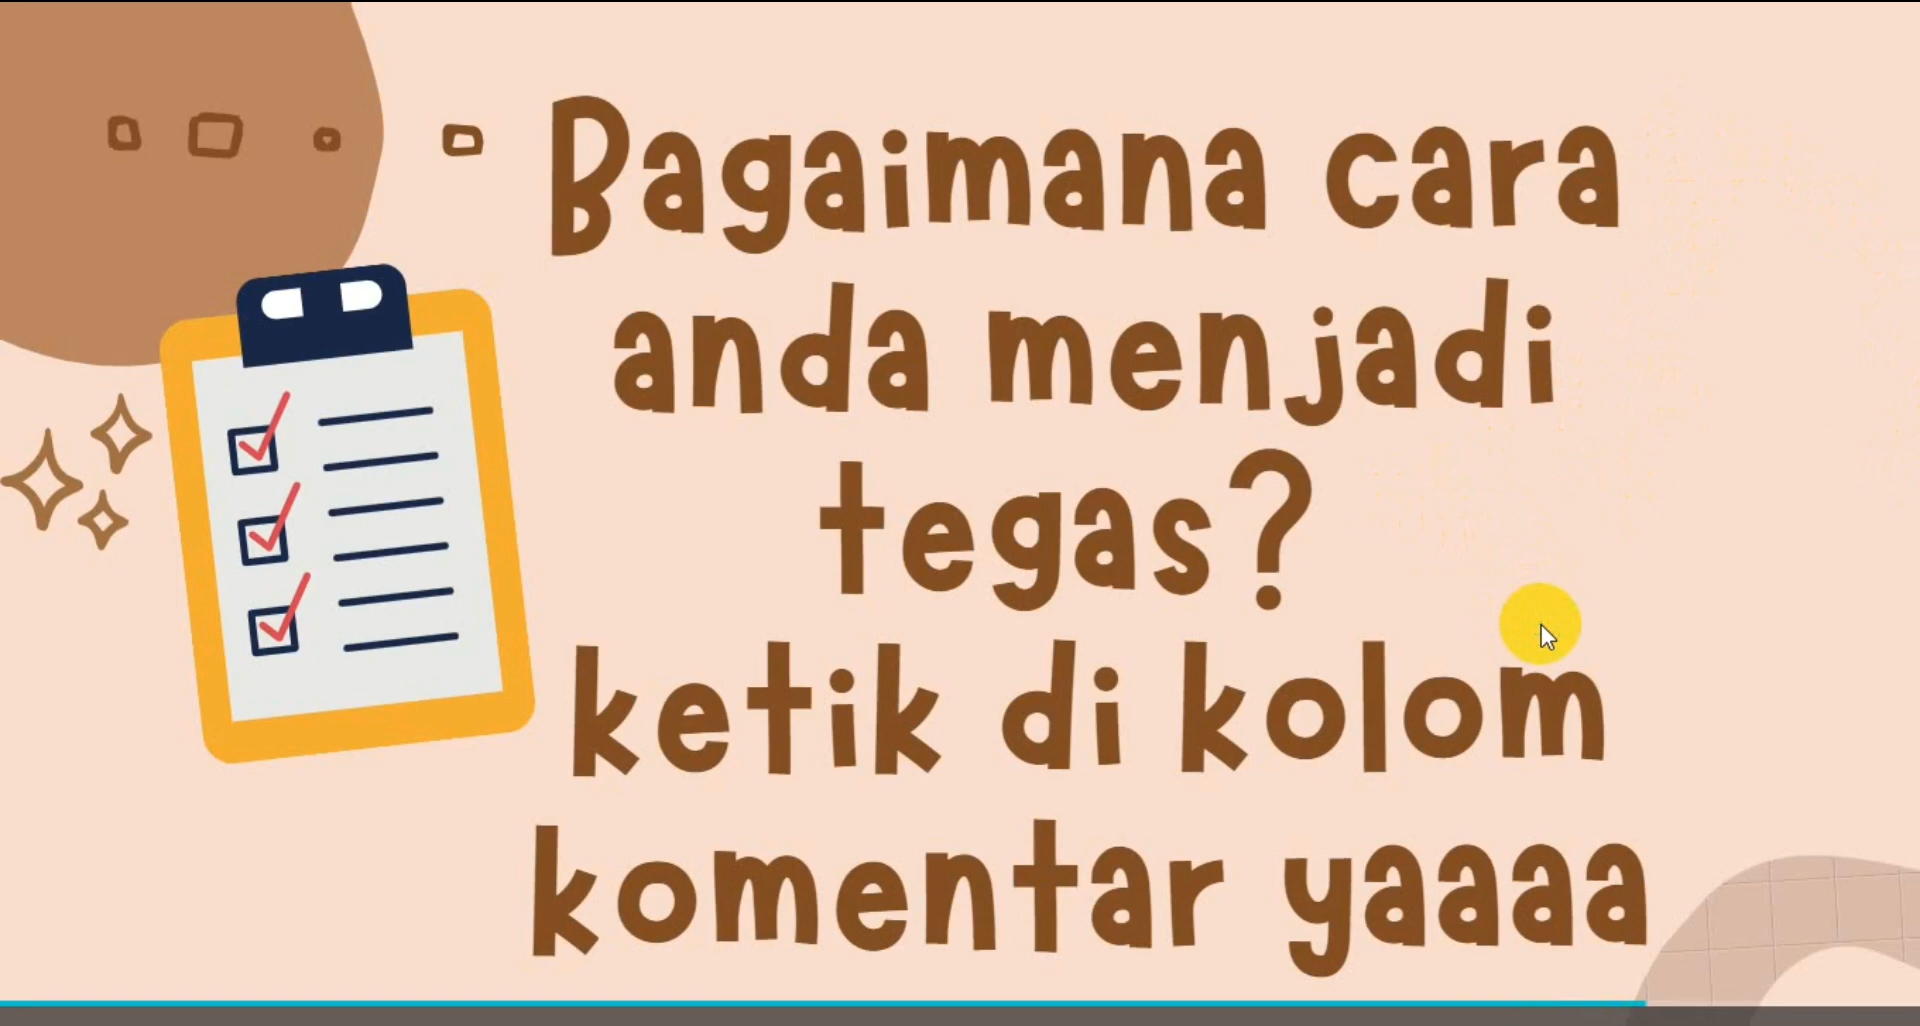 Bagaimana cara
anda menjadi
tegas?
ketik di kolom
komentar yaaaa